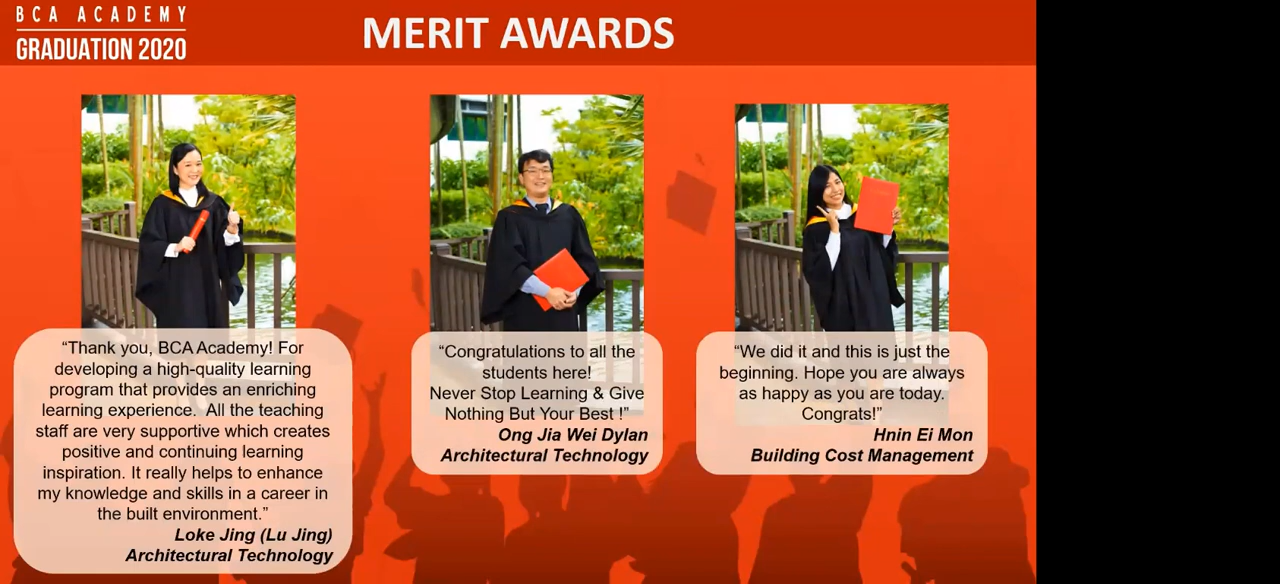 BCA ACADEMY
GRADUATION 2020
MERIT AWARDS
“Thank you, BCA Academy! For
developing a high-quality learning
program that provides an enriching
learning experience. All the teaching
staff are very supportive which creates
positive and continuing learning
inspiration. It really helps to enhance
my knowledge and skills in a career in
the built environment.”
Loke Jing (Lu Jing)
Architectural Technology
“Congratulations to all the
students here!
Never Stop Learning & Give
Nothing But Your Best !”
Ong Jia Wei Dylan
Architectural Technology
“We did it and this is just the
beginning. Hope you are always
as happy as you are today.
Congrats!”
Hnin Ei Mon
Building Cost Management